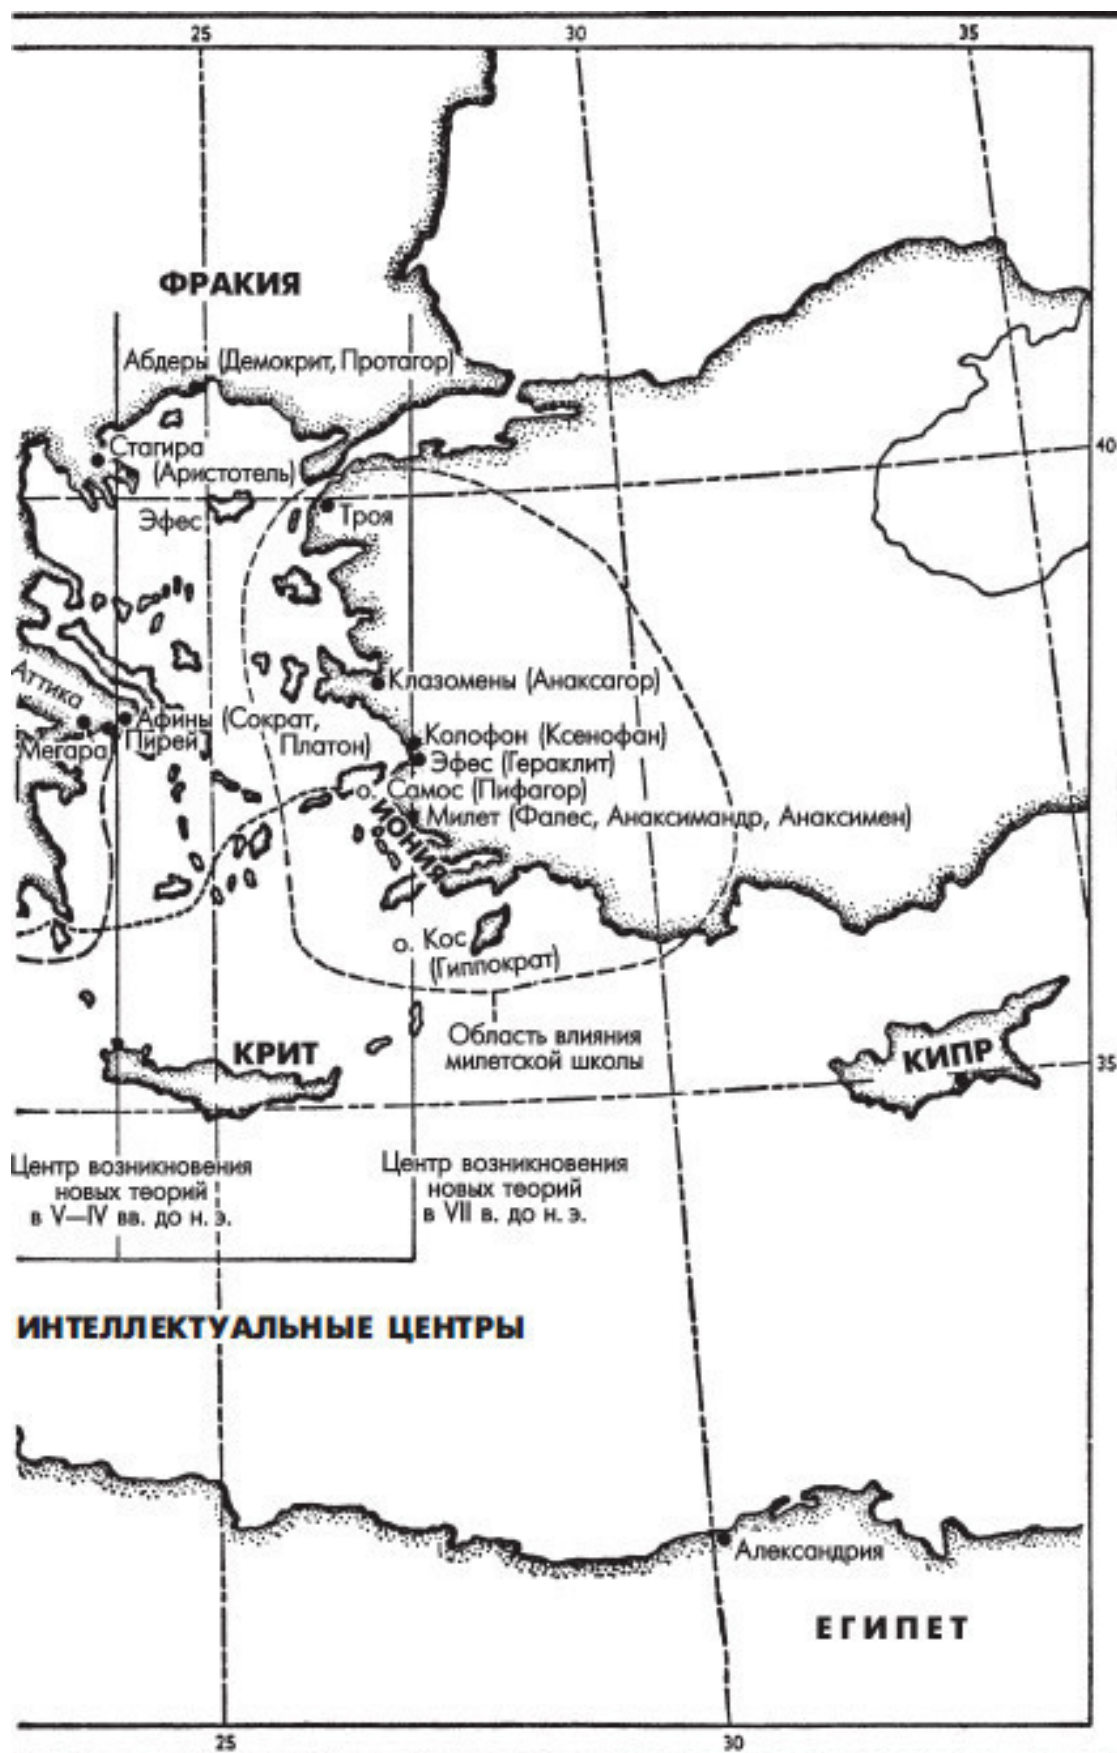 25 30 35
ФРАКИЯ
Абдеры (Демокрит, Протагор)
40
Стагира
(Аристотель)
Эфес
Троя
Аттика
Клазомены (Анаксагор)
Афины (Сократ,
Платон)
Пирей
Мегара
Колофон (Ксенофан)
Эфес (Гераклит)
о. Самос (Пифагор)
Милет (Фалес, Анаксимандр, Анаксимен)
ИОНИЯ
о. Кос
(Гиппократ)
Область влияния
милетской школы
КРИТ
КИПР
35
Центр возникновения
новых теорий
в V—IV вв. до н. э.
Центр возникновения
новых теорий
в VII в. до н. э.
ИНТЕЛЛЕКТУАЛЬНЫЕ ЦЕНТРЫ
Александрия
ЕГИПЕТ
25 30